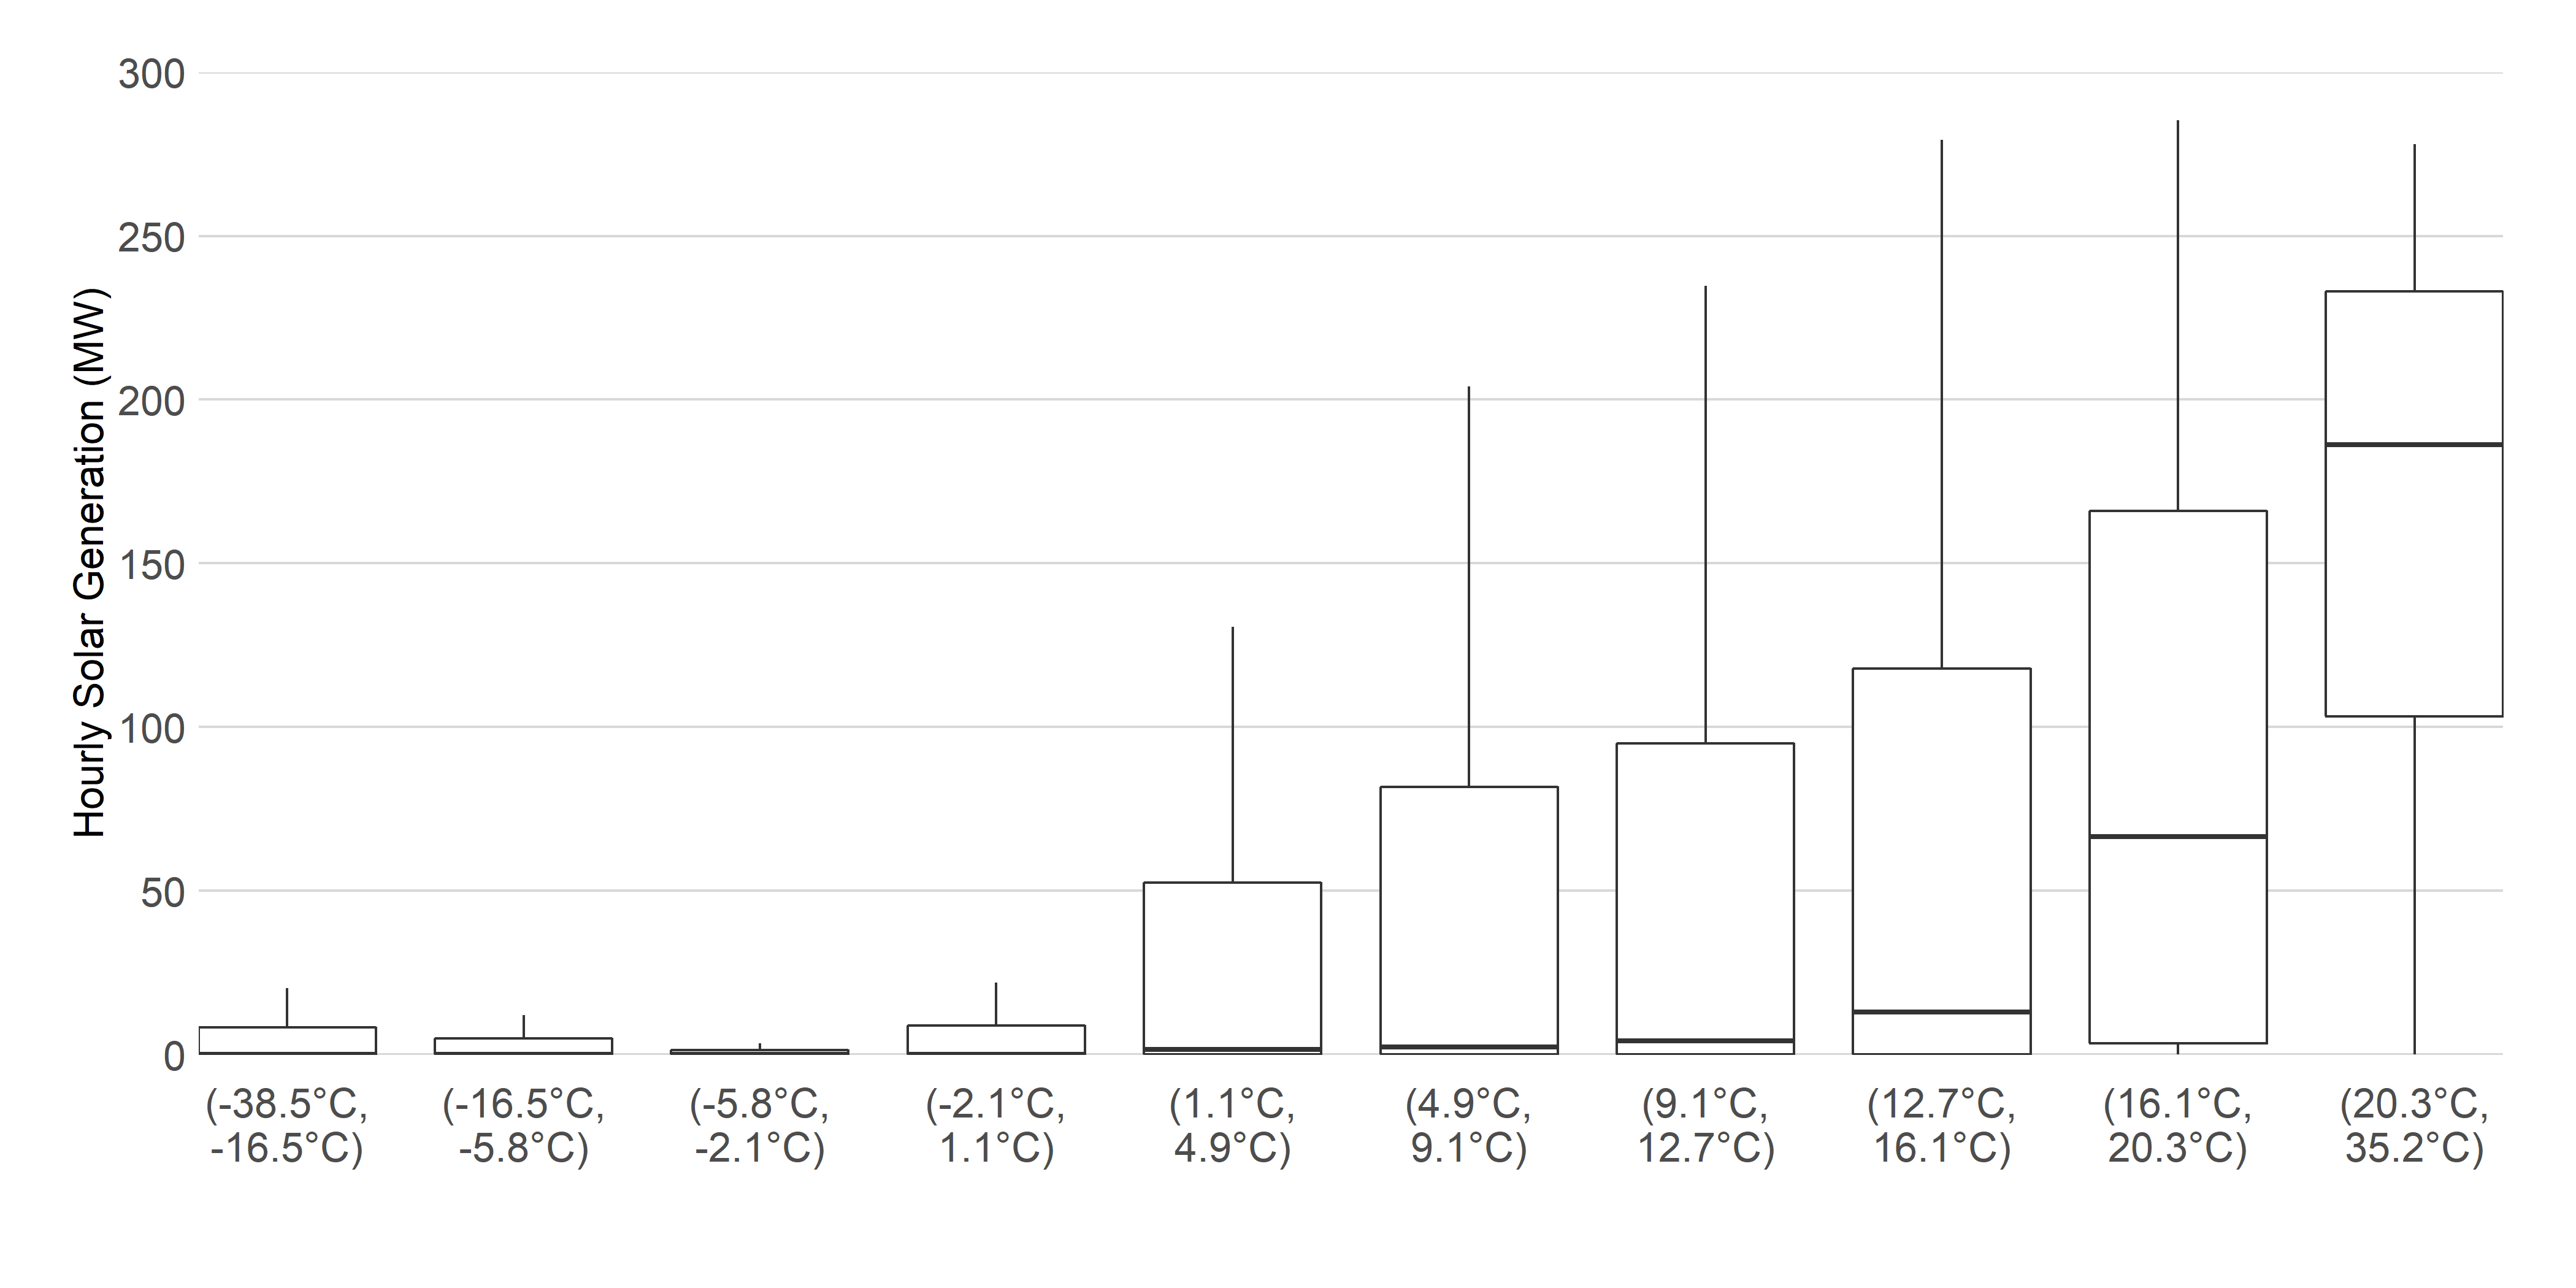 Hourly Solar Generation (MW)
300
250
200
150
100
50
0
(-38.5°C,
-16.5°C)
(-16.5°C,
-5.8°C)
(-5.8°C,
-2.1°C)
(-2.1°C,
1.1°C)
(1.1°C,
4.9°C)
(4.9°C,
9.1°C)
(9.1°C,
12.7°C)
(12.7°C,
16.1°C)
(16.1°C,
20.3°C)
(20.3°C,
35.2°C)